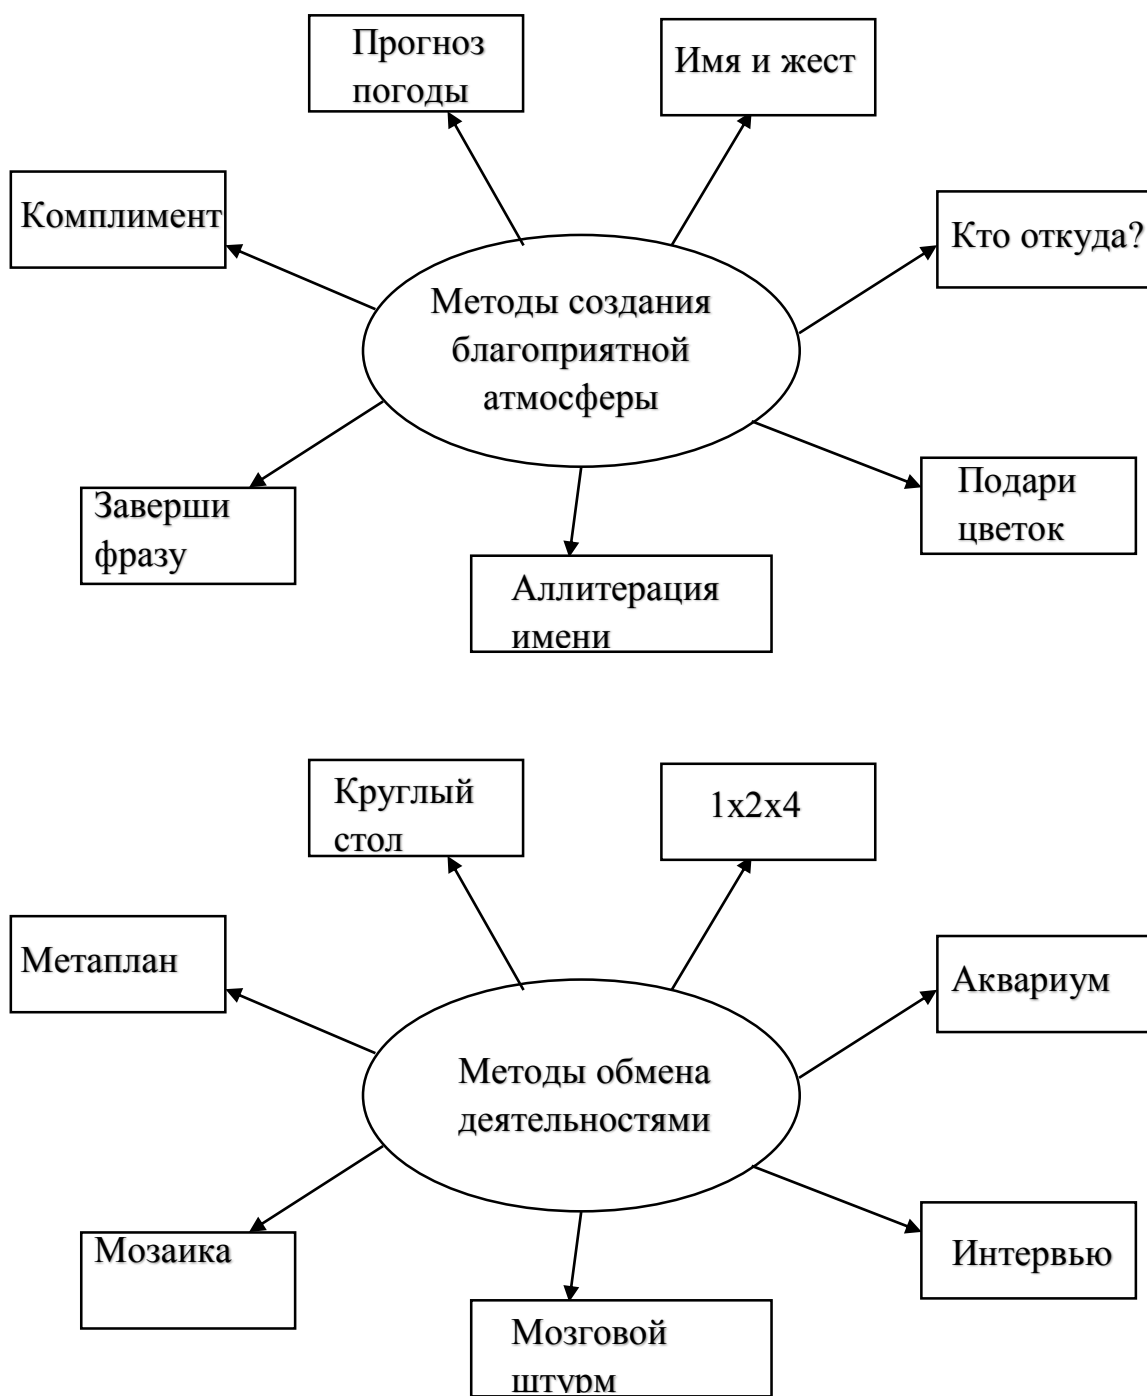 Прогноз
погоды
Имя и жест
Комплимент
Кто откуда?
Методы создания
благоприятной
атмосферы
Заверши
фразу
Подари
цветок
Аллитерация
имени
Круглый
стол
1х2х4
Метаплан
Аквариум
Методы обмена
деятельностями
Мозаика
Интервью
Мозговой
штурм